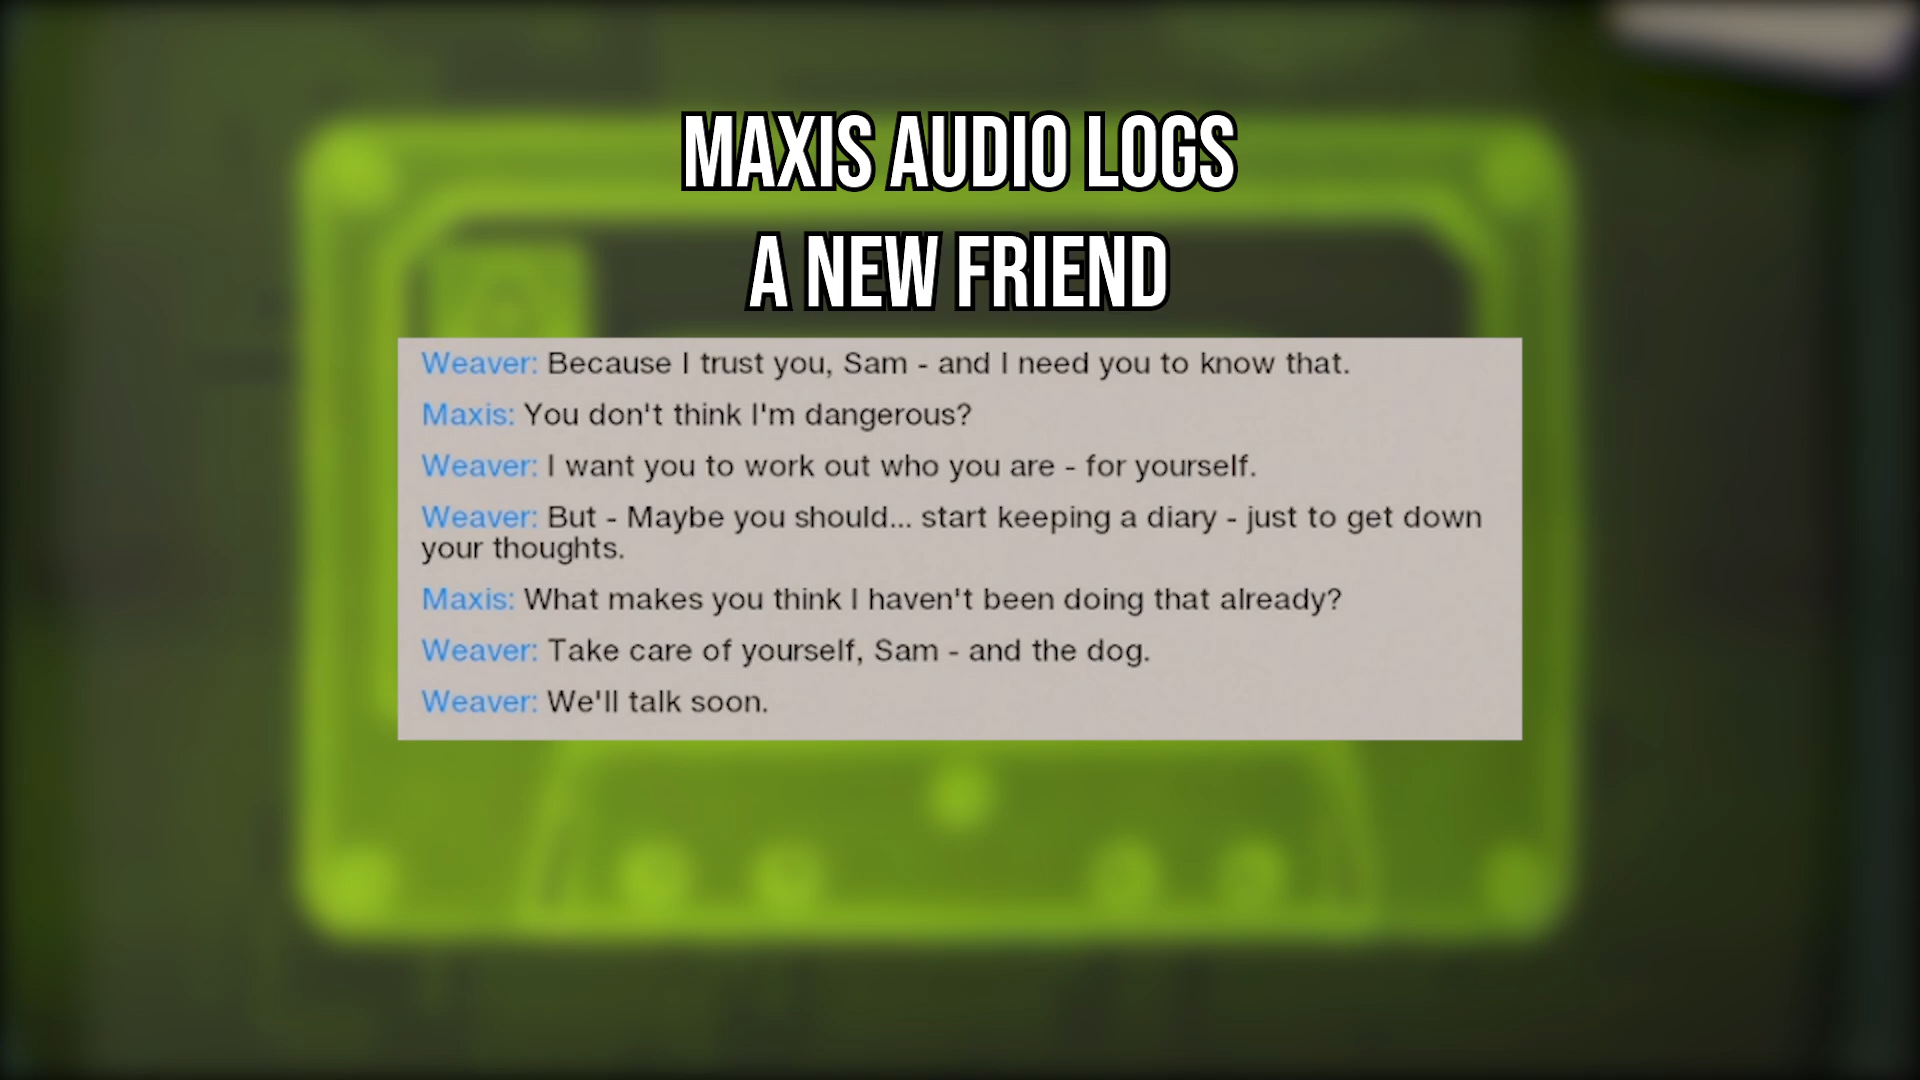 MAXIS AUDIO LOGS
A NEW FRIEND
Weaver: Because I trust you, Sam - and I need you to know that.
Maxis: You don't think I'm dangerous?
Weaver: I want you to work out who you are - for yourself.
Weaver: But - Maybe you should... start keeping a diary - just to get down
your thoughts.
Maxis: What makes you think I haven't been doing that already?
Weaver: Take care of yourself, Sam - and the dog.
Weaver: We'll talk soon.